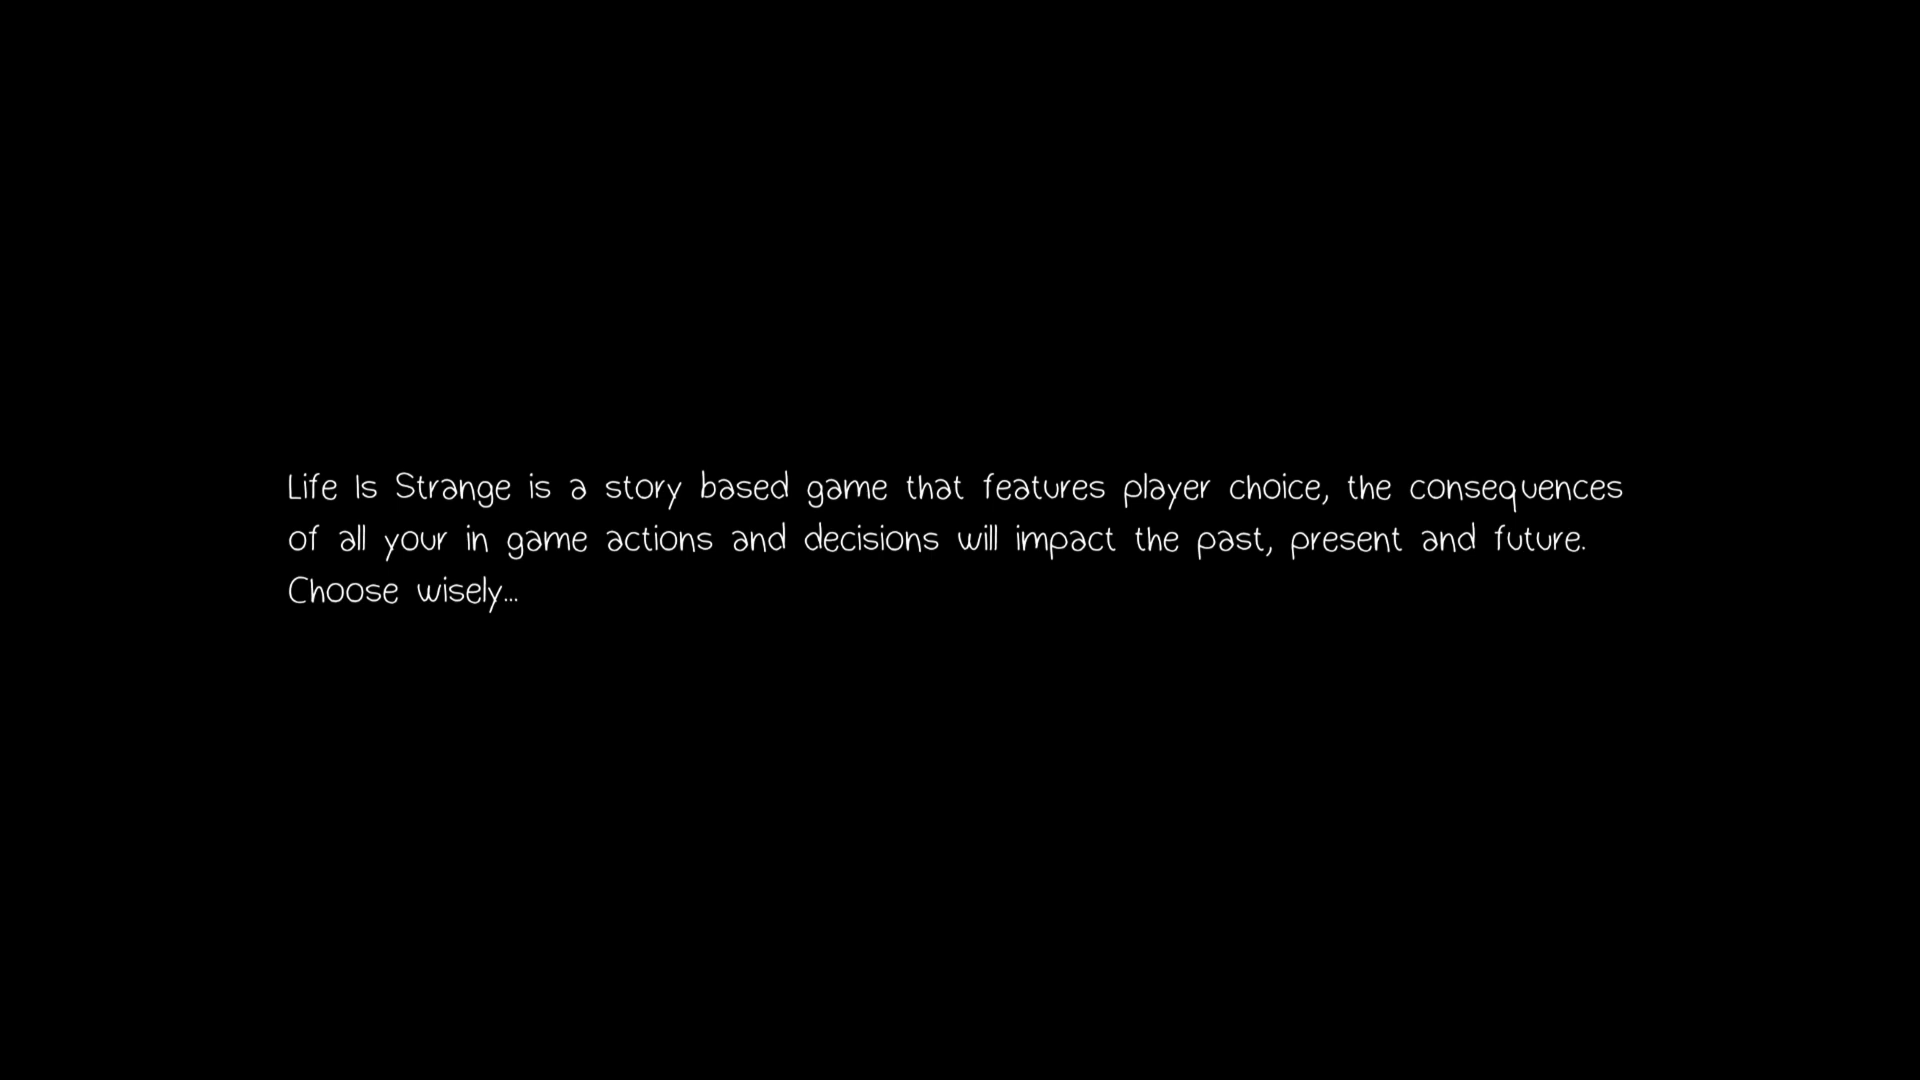 Life Is Strange is a story based game that features player choice, the consequences
of all your in game actions and decisions will impact the past, present and future.
Choose wisely...